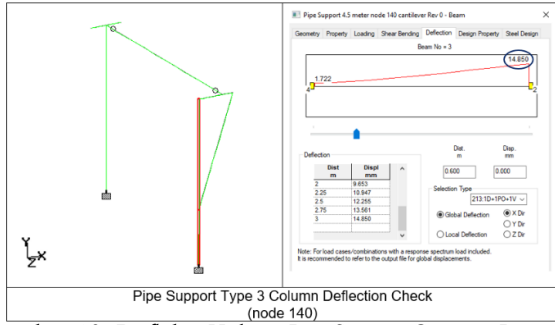 Pipe Support 4.5 meter node 140 cantilever Rev 0 - Beam
Geometry Property Loading Shear Bending Deflection Design Property Steel Design
Beam No = 3
14.850
1.722
4
2
Dist.
m
Disp.
mm
0.600
0.000
Deflection
Dist
m
Displ
mm
2 9.653
2.25 10.947
2.5 12.255
2.75 13.561
3 14.850
Selection Type
213:1D+1PO+1V
Global Deflection
Local Deflection
X Dir
Y Dir
Z Dir
Note: For load cases/combinations with a response spectrum load included.
It is recommended to refer to the output file for global displacements.
Y
X
Z
Pipe Support Type 3 Column Deflection Check
(node 140)